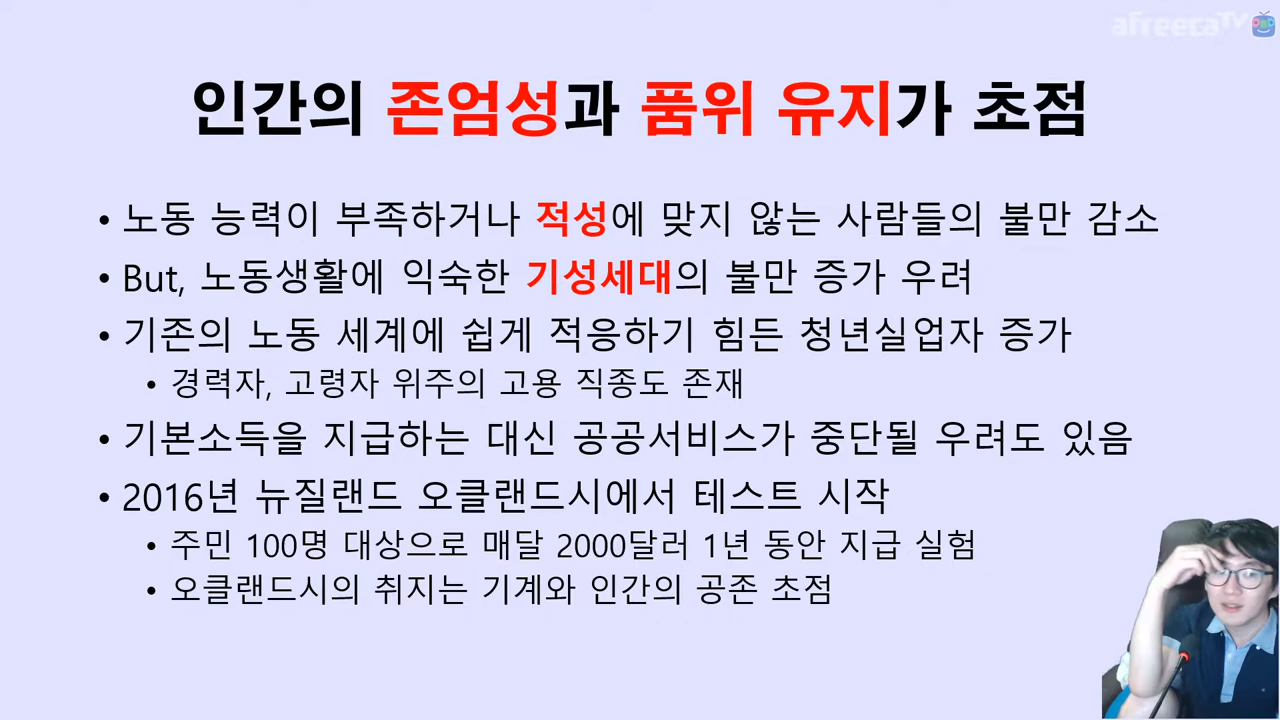 afreecaTV
인간의 존엄성과 품위 유지가 초점
• 노동 능력이 부족하거나 적성에 맞지 않는 사람들의 불만 감소
• But, 노동생활에 익숙한 기성세대의 불만 증가 우려
• 기존의 노동 세계에 쉽게 적응하기 힘든 청년실업자 증가
• 경력자, 고령자 위주의 고용 직종도 존재
• 기본소득을 지급하는 대신 공공서비스가 중단될 우려도 있음
• 2016년 뉴질랜드 오클랜드시에서 테스트 시작
• 주민 100명 대상으로 매달 2000달러 1년 동안 지급 실험
• 오클랜드시의 취지는 기계와 인간의 공존 초점